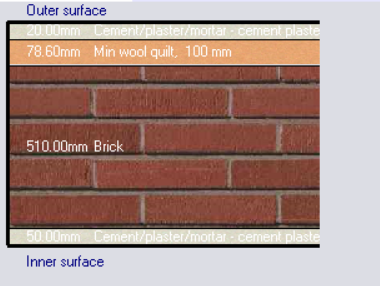 Outer surface
20.00mm Cement/plaster/mortar - cement plaste
78.60mm Min wool quilt, 100 mm
510.00mm Brick
50.00mm Cement/plaster/mortar - cement plaste
Inner surface